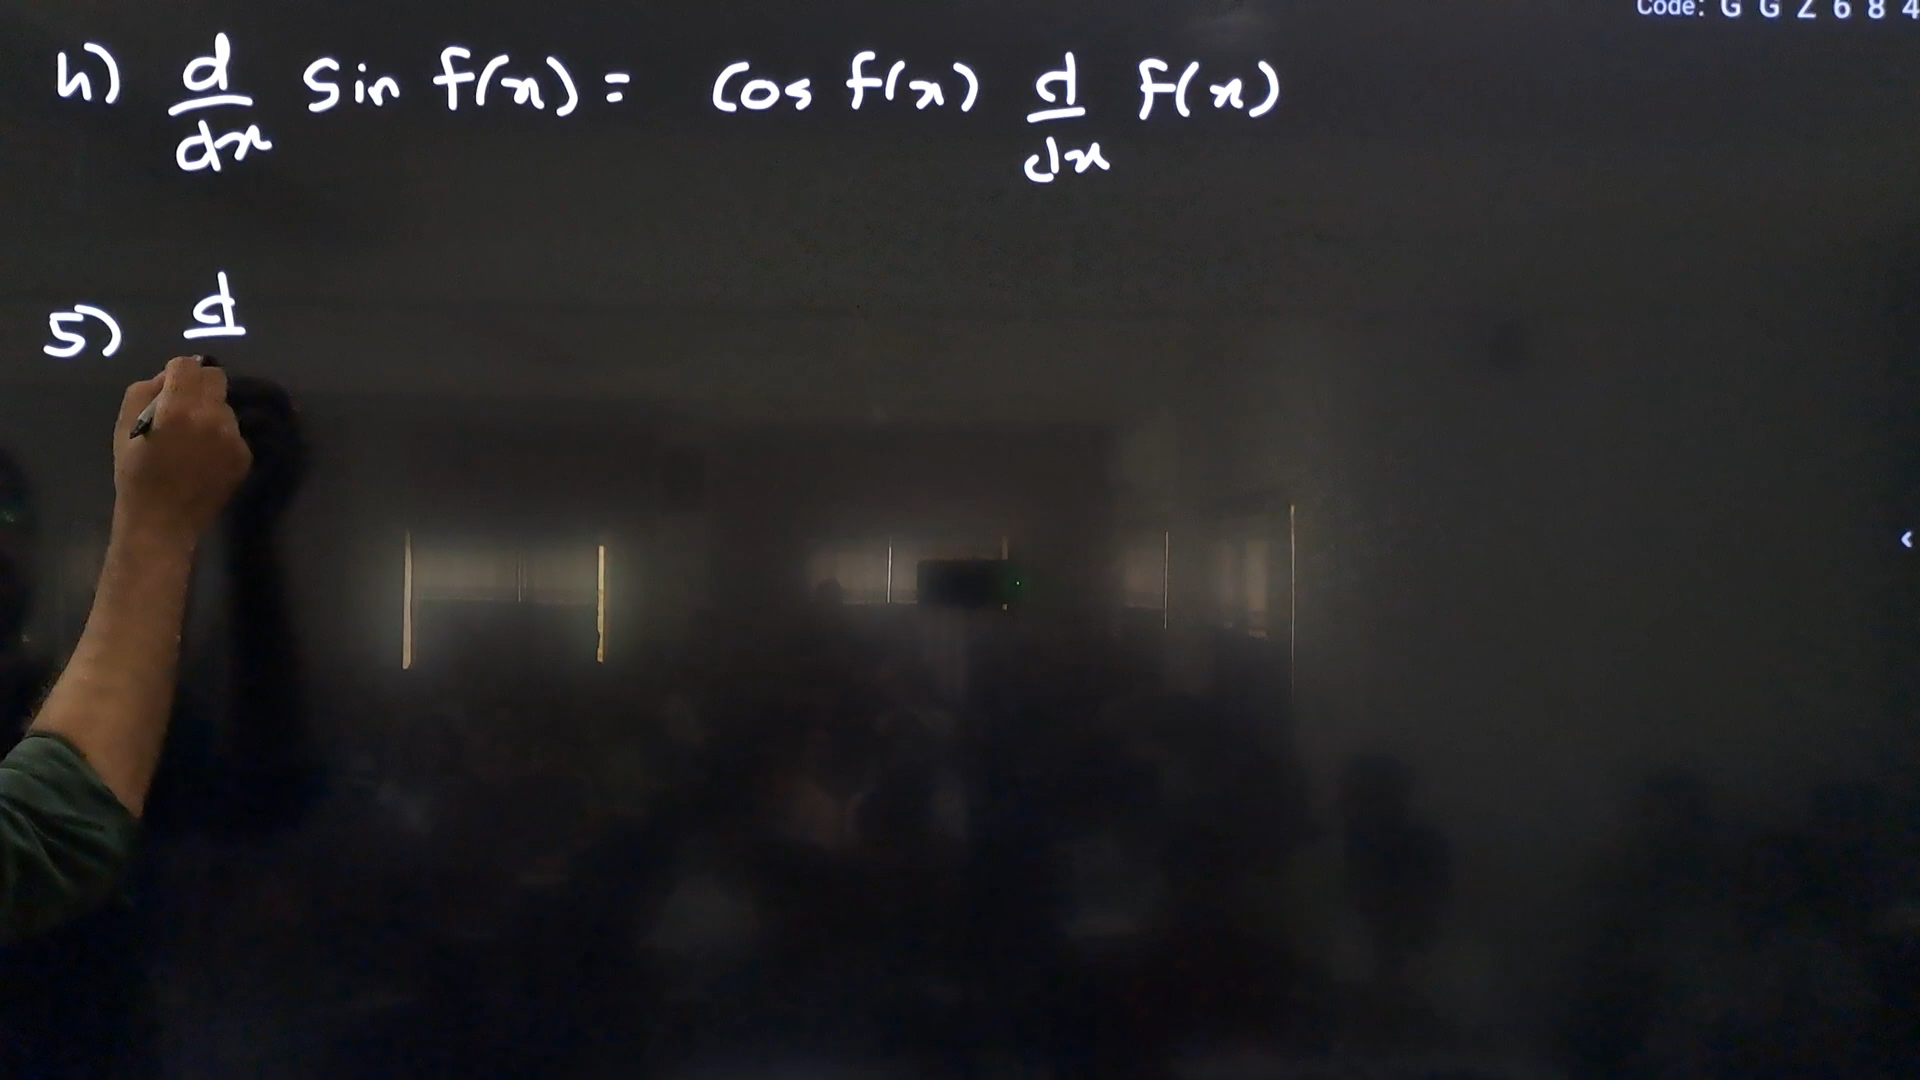 Code: G G Z 6 8 4
4) d/dx sin f(x) = cos f(x) d/dx f(x)
5) d